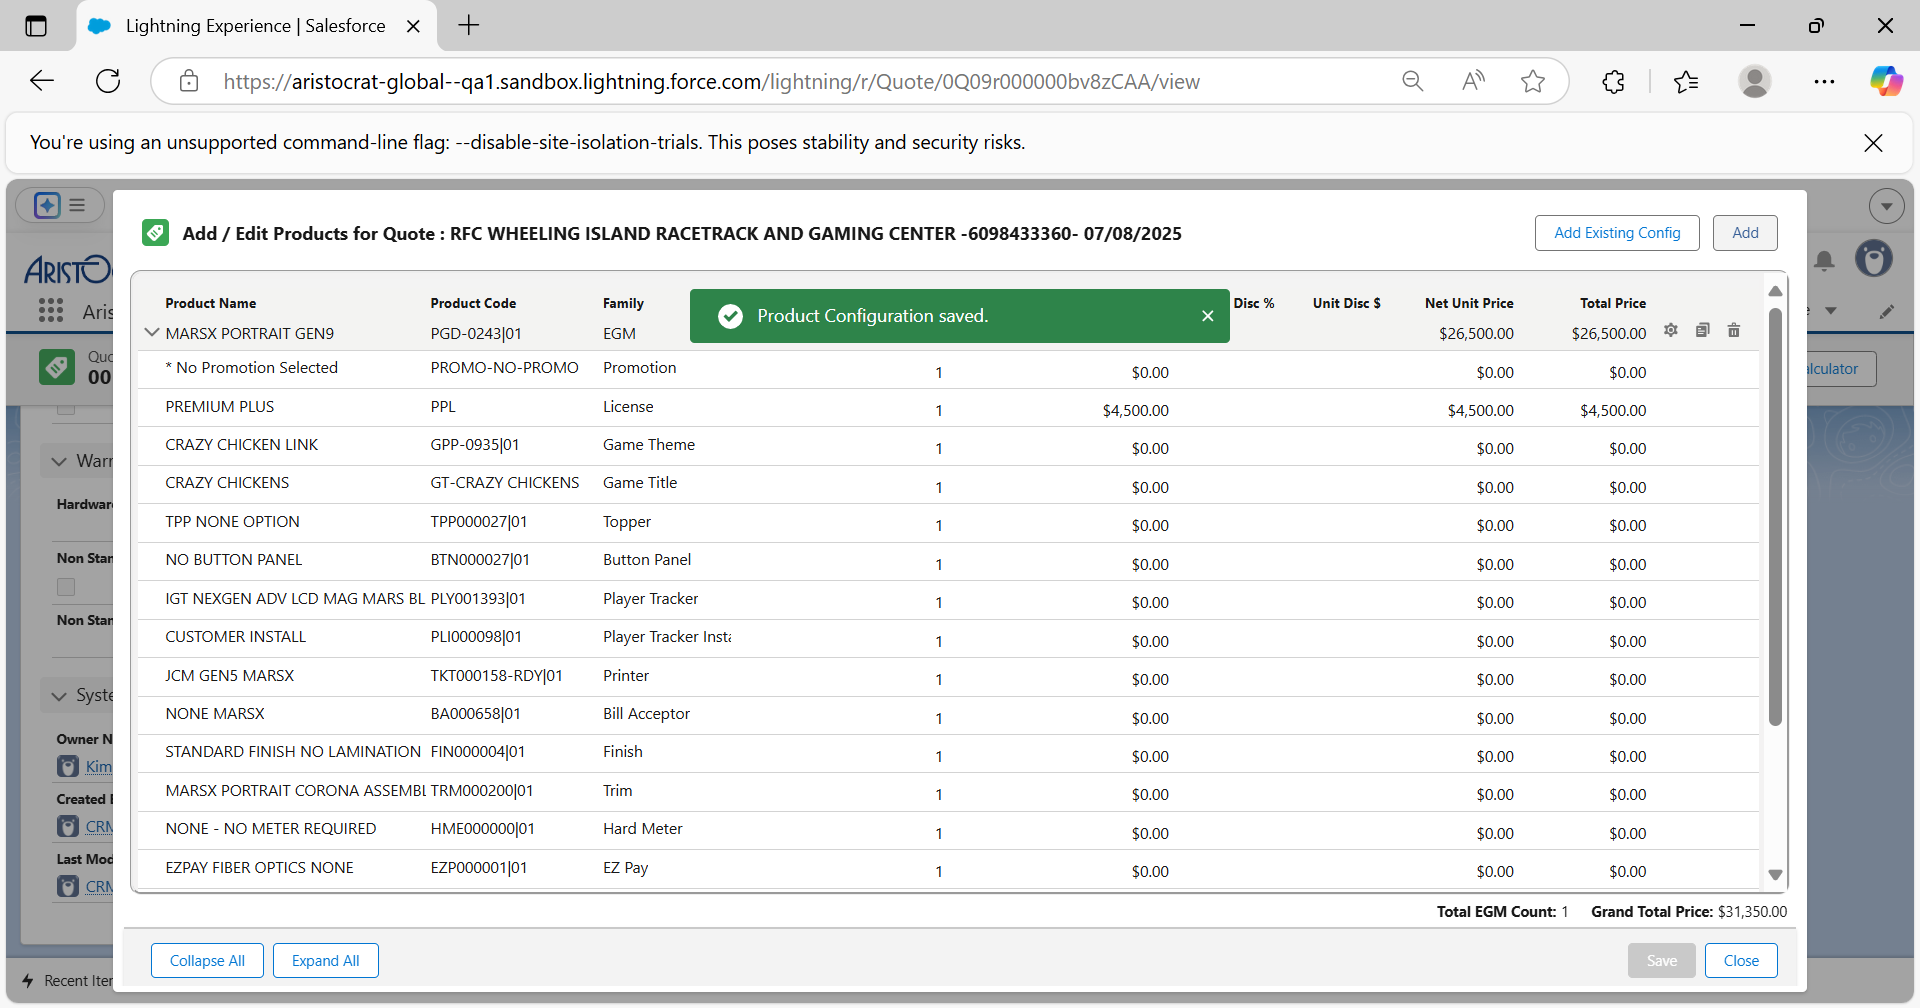 Lightning Experience | Salesforce
https://aristocrat-global--qa1.sandbox.lightning.force.com/lightning/r/Quote/0Q09r000000bv8zCAA/view
You're using an unsupported command-line flag: --disable-site-isolation-trials. This poses stability and security risks.
Add / Edit Products for Quote : RFC WHEELING ISLAND RACETRACK AND GAMING CENTER -6098433360- 07/08/2025
Add Existing Config
Add
Product Name Product Code Family Disc % Unit Disc $ Net Unit Price Total Price
Product Configuration saved.
MARSX PORTRAIT GEN9 PGD-0243|01 EGM $26,500.00 $26,500.00
* No Promotion Selected PROMO-NO-PROMO Promotion 1 $0.00 $0.00 $0.00
PREMIUM PLUS PPL License 1 $4,500.00 $4,500.00 $4,500.00
CRAZY CHICKEN LINK GPP-0935|01 Game Theme 1 $0.00 $0.00 $0.00
CRAZY CHICKENS GT-CRAZY CHICKENS Game Title 1 $0.00 $0.00 $0.00
TPP NONE OPTION TPP000027|01 Topper 1 $0.00 $0.00 $0.00
NO BUTTON PANEL BTN000027|01 Button Panel 1 $0.00 $0.00 $0.00
IGT NEXGEN ADV LCD MAG MARS BL PLY001393|01 Player Tracker 1 $0.00 $0.00 $0.00
CUSTOMER INSTALL PLI000098|01 Player Tracker Insta 1 $0.00 $0.00 $0.00
JCM GEN5 MARSX TKT000158-RDY|01 Printer 1 $0.00 $0.00 $0.00
NONE MARSX BA000658|01 Bill Acceptor 1 $0.00 $0.00 $0.00
STANDARD FINISH NO LAMINATION FIN000004|01 Finish 1 $0.00 $0.00 $0.00
MARSX PORTRAIT CORONA ASSEMBL TRM000200|01 Trim 1 $0.00 $0.00 $0.00
NONE - NO METER REQUIRED HME000000|01 Hard Meter 1 $0.00 $0.00 $0.00
EZPAY FIBER OPTICS NONE EZP000001|01 EZ Pay 1 $0.00 $0.00 $0.00
Total EGM Count: 1 Grand Total Price: $31,350.00
Collapse All
Expand All
Save
Close
ARISTOC
Aris
Quo
00
alculator
Warr
Hardwar
Non Stan
Non Stan
Syste
Owner N
Kim
Created
CRM
Last Mod
CRM
Recent Iter